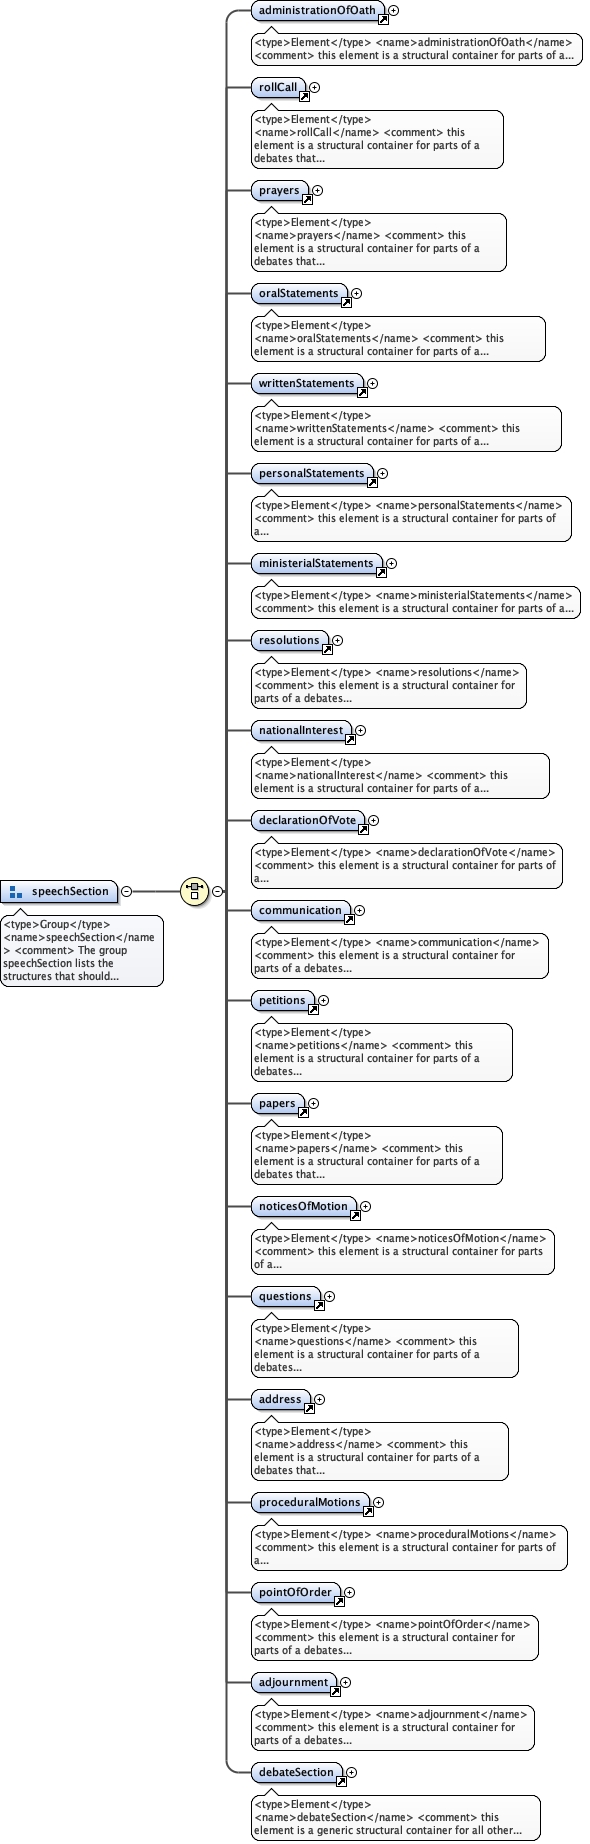 administrationOfOath
<type>Element</type> <name>administrationOfOath</name>
<comment> this element is a structural container for parts of a...
rollCall
<type>Element</type>
<name>rollCall</name> <comment> this
element is a structural container for parts of a
debates that...
prayers
<type>Element</type>
<name>prayers</name> <comment> this
element is a structural container for parts of a
debates that...
oralStatements
<type>Element</type>
<name>oralStatements</name> <comment> this
element is a structural container for parts of a...
writtenStatements
<type>Element</type>
<name>writtenStatements</name> <comment> this
element is a structural container for parts of a...
personalStatements
<type>Element</type> <name>personalStatements</name>
<comment> this element is a structural container for parts of
a...
ministerialStatements
<type>Element</type> <name>ministerialStatements</name>
<comment> this element is a structural container for parts of a...
resolutions
<type>Element</type> <name>resolutions</name>
<comment> this element is a structural container for
parts of a debates...
nationalInterest
<type>Element</type>
<name>nationalInterest</name> <comment> this
element is a structural container for parts of a...
declarationOfVote
<type>Element</type> <name>declarationOfVote</name>
<comment> this element is a structural container for parts of
a...
speechSection
<type>Group</type>
<name>speechSection</name
> <comment> The group
speechSection lists the
structures that should...
communication
<type>Element</type> <name>communication</name>
<comment> this element is a structural container for
parts of a debates...
petitions
<type>Element</type>
<name>petitions</name> <comment> this
element is a structural container for parts of a
debates...
papers
<type>Element</type>
<name>papers</name> <comment> this
element is a structural container for parts of a
debates that...
noticesOfMotion
<type>Element</type> <name>noticesOfMotion</name>
<comment> this element is a structural container for parts
of a...
questions
<type>Element</type>
<name>questions</name> <comment> this
element is a structural container for parts of a
debates...
address
<type>Element</type>
<name>address</name> <comment> this
element is a structural container for parts of a
debates that...
proceduralMotions
<type>Element</type> <name>proceduralMotions</name>
<comment> this element is a structural container for parts of
a...
pointOfOrder
<type>Element</type> <name>pointOfOrder</name>
<comment> this element is a structural container for
parts of a debates...
adjournment
<type>Element</type> <name>adjournment</name>
<comment> this element is a structural container for
parts of a debates...
debateSection
<type>Element</type>
<name>debateSection</name> <comment> this
element is a generic structural container for all other...